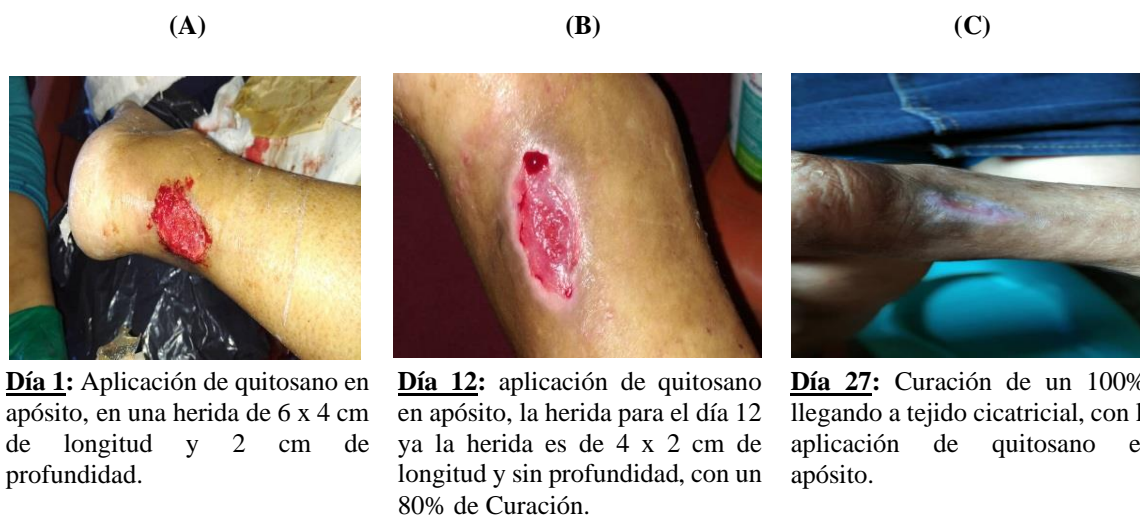 (A)
(B)
(C)
Día 1: Aplicación de quitosano en
apósito, en una herida de 6 x 4 cm
de longitud y 2 cm de
profundidad.
Día 12: aplicación de quitosano
en apósito, la herida para el día 12
ya la herida es de 4 x 2 cm de
longitud y sin profundidad, con un
80% de Curación.
Día 27: Curación de un 100%
llegando a tejido cicatricial, con
aplicación de quitosano
apósito.